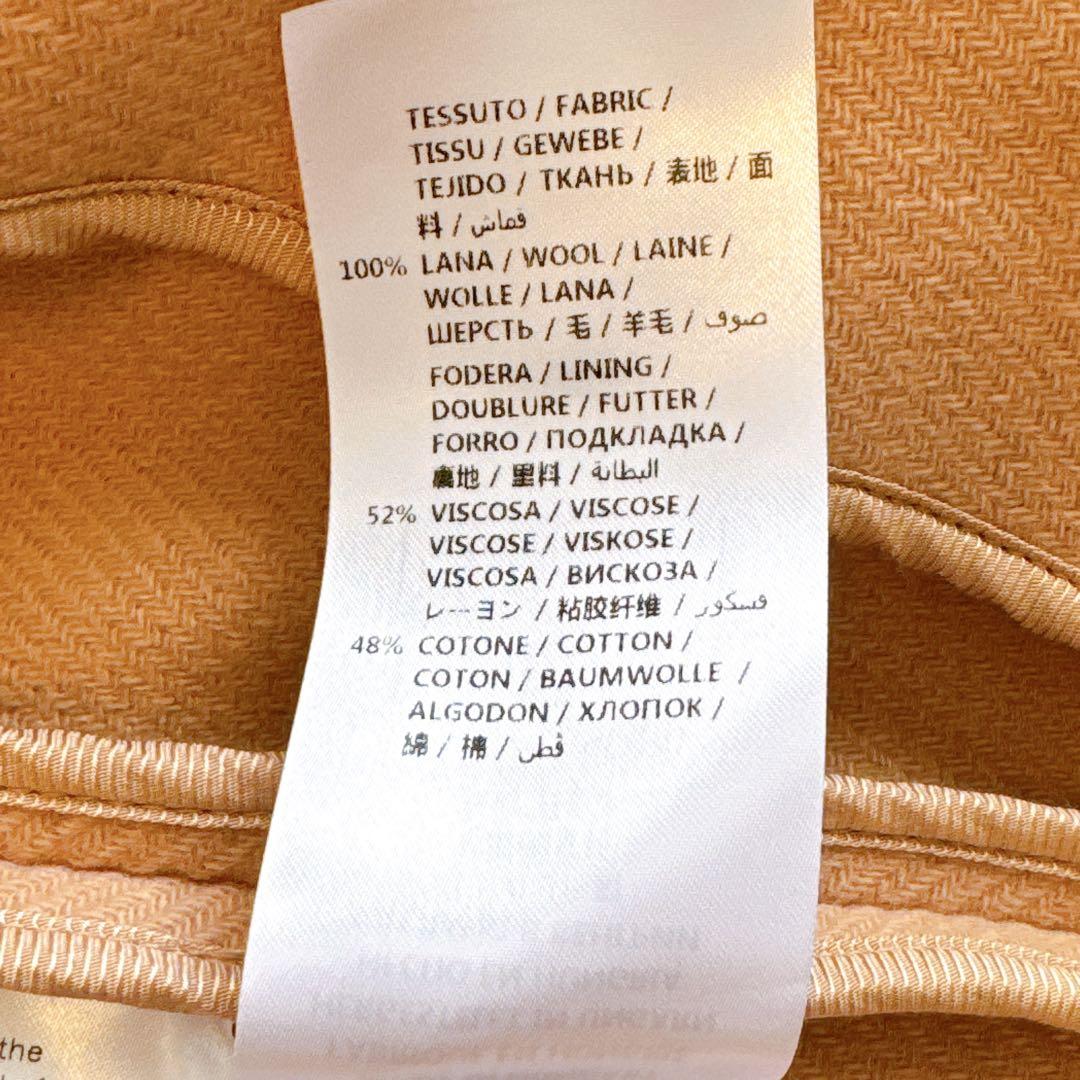 TESSUTO / FABRIC /
TISSU / GEWEBE /
TEJIDO / ТКАНЬ / 表地 / 面
料 / قماش
100% LANA / WOOL / LAINE /
WOLLE / LANA /
ШЕРСТЬ / 毛 / 羊毛 / صوف
FODERA / LINING /
DOUBLURE / FUTTER /
FORRO / ПОДКЛАДКА /
裏地 / 里料 / البطانة
52% VISCOSA / VISCOSE /
VISCOSE / VISKOSE /
VISCOSA / ВИСКОЗА /
レーヨン / 粘胶纤维 / فسكور
48% COTONE / COTTON /
COTON / BAUMWOLLE /
ALGODON / ХЛОПОК /
綿 / 棉 / قطن
the